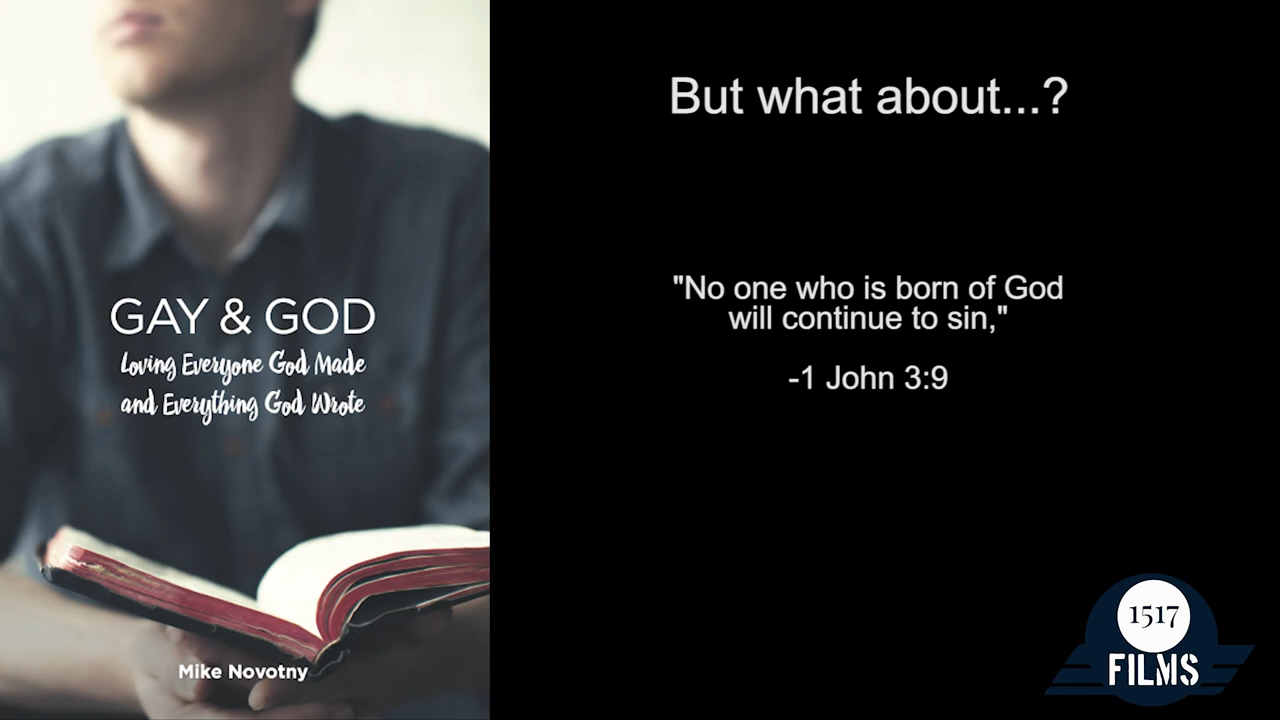 GAY & GOD
Loving Everyone God Made
and Everything God Wrote
Mike Novotny
But what about...?
"No one who is born of God
will continue to sin,"
-1 John 3:9
1517
FILMS